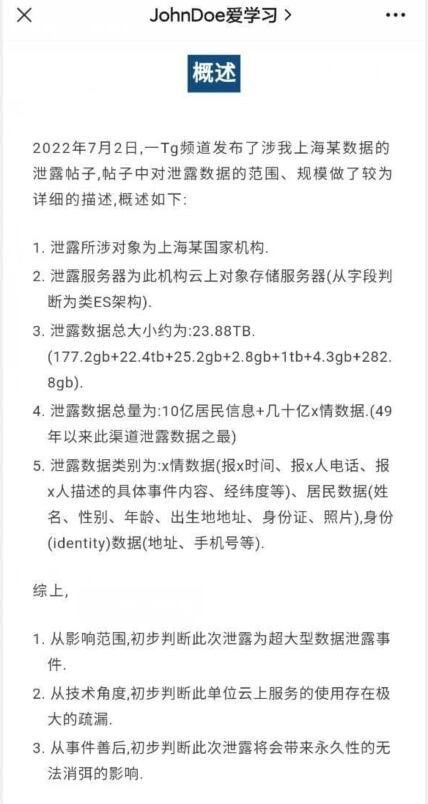 JohnDoe爱学习
概述
2022年7月2日,一Tg频道发布了涉我上海某数据的
泄露帖子,帖子中对泄露数据的范围、规模做了较为
详细的描述,概述如下:
1. 泄露所涉对象为上海某国家机构.
2. 泄露服务器为此机构云上对象存储服务器(从字段判
断为类ES架构).
3. 泄露数据总大小约为:23.88TB.
(177.2gb+22.4tb+25.2gb+2.8gb+1tb+4.3gb+282.
8gb).
4. 泄露数据总量为:10亿居民信息+几十亿x情数据.(49
年以来此渠道泄露数据之最)
5. 泄露数据类别为:x情数据(报x时间、报x人电话、报
x人描述的具体事件内容、经纬度等)、居民数据(姓
名、性别、年龄、出生地地址、身份证、照片),身份
(identity)数据(地址、手机号等).
综上,
1. 从影响范围,初步判断此次泄露为超大型数据泄露事
件.
2. 从技术角度,初步判断此单位云上服务的使用存在极
大的疏漏.
3. 从事件善后,初步判断此次泄露将会带来永久性的无
法消弭的影响.